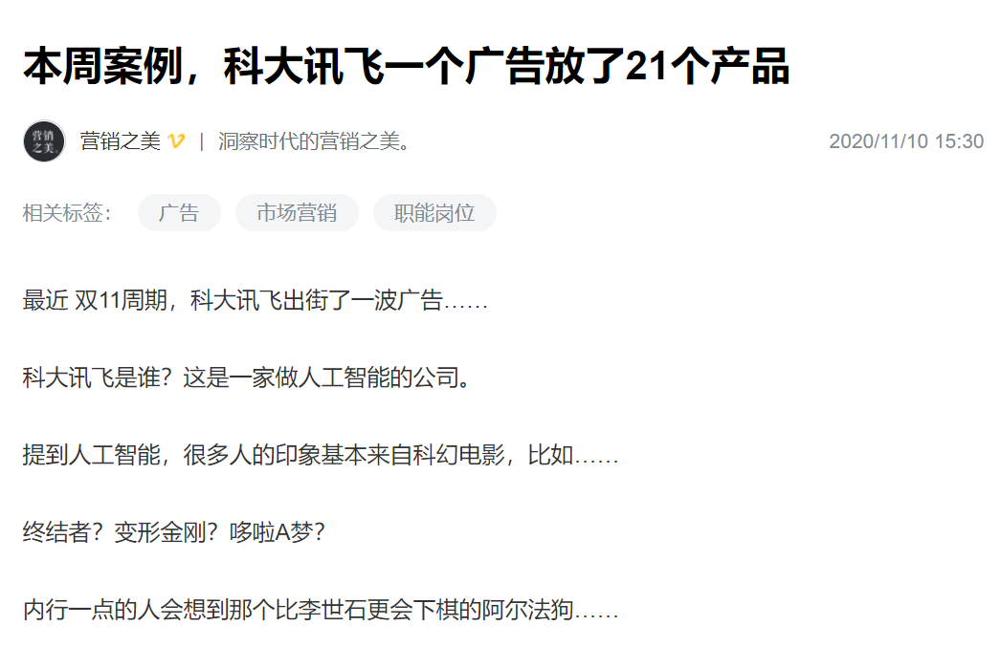 本周案例，科大讯飞一个广告放了21个产品
营销之美 | 洞察时代的营销之美。 2020/11/10 15:30
营销
之美。
相关标签： 广告 市场营销 职能岗位
最近 双11周期，科大讯飞出街了一波广告……
科大讯飞是谁？这是一家做人工智能的公司。
提到人工智能，很多人的印象基本来自科幻电影，比如……
终结者？变形金刚？哆啦A梦？
内行一点的人会想到那个比李世石更会下棋的阿尔法狗……